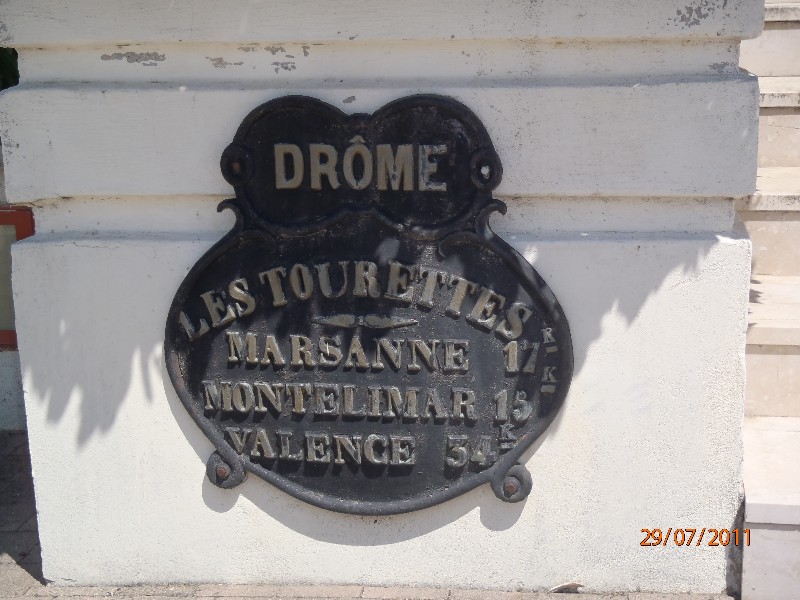 DRÔME
LES TOURETTES
MARSANNE 17 K
MONTELIMAR 15 K
VALENCE 34 K
29/07/2011